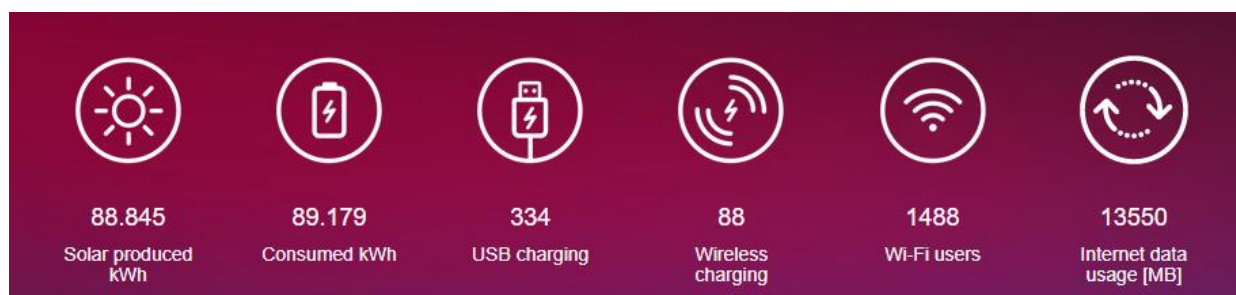 88.845
Solar produced
kWh
89.179
Consumed kWh
334
USB charging
88
Wireless
charging
1488
Wi-Fi users
13550
Internet data
usage [MB]